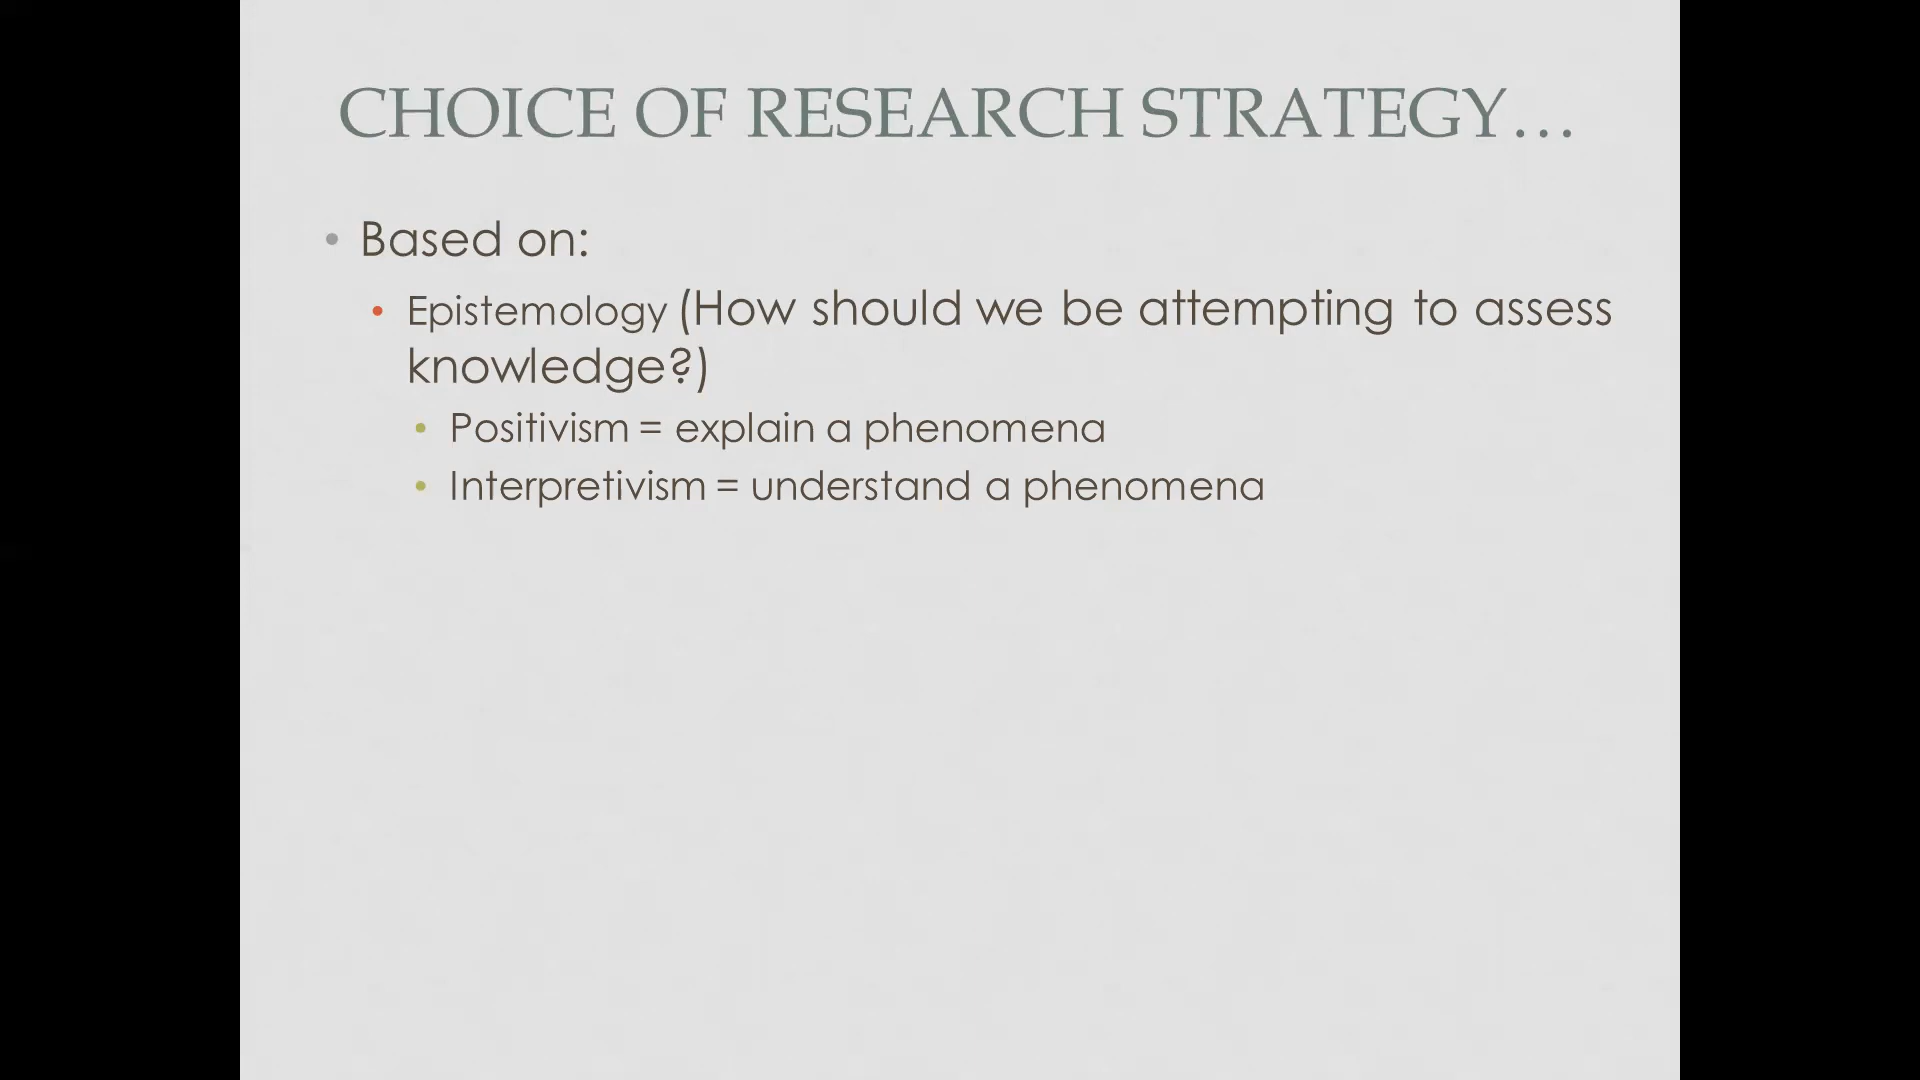 CHOICE OF RESEARCH STRATEGY…
• Based on:
• Epistemology (How should we be attempting to assess
knowledge?)
• Positivism = explain a phenomena
• Interpretivism = understand a phenomena